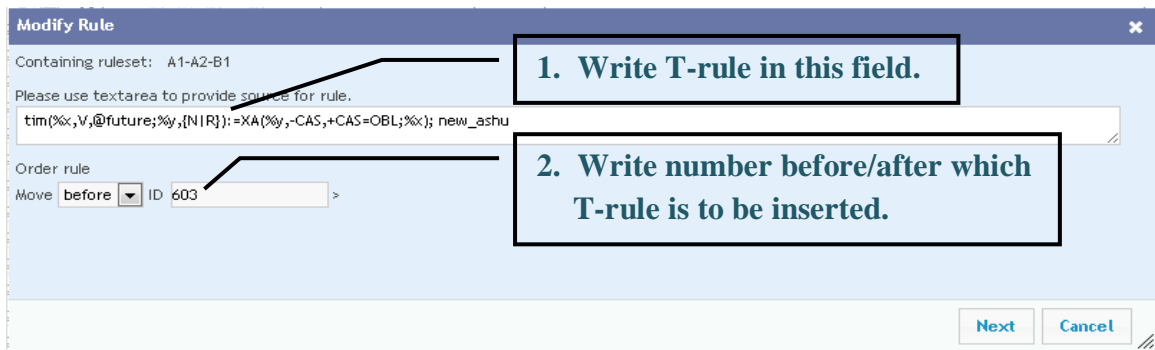 Modify Rule
Containing ruleset: A1-A2-B1
1. Write T-rule in this field.
Please use textarea to provide source for rule.
tim(%x,V,@future;%y,{N|R}):=XA(%y,-CAS,+CAS=OBL;%x); new_ashu
2. Write number before/after which
T-rule is to be inserted.
Order rule
Move before ID 603 >
Next Cancel